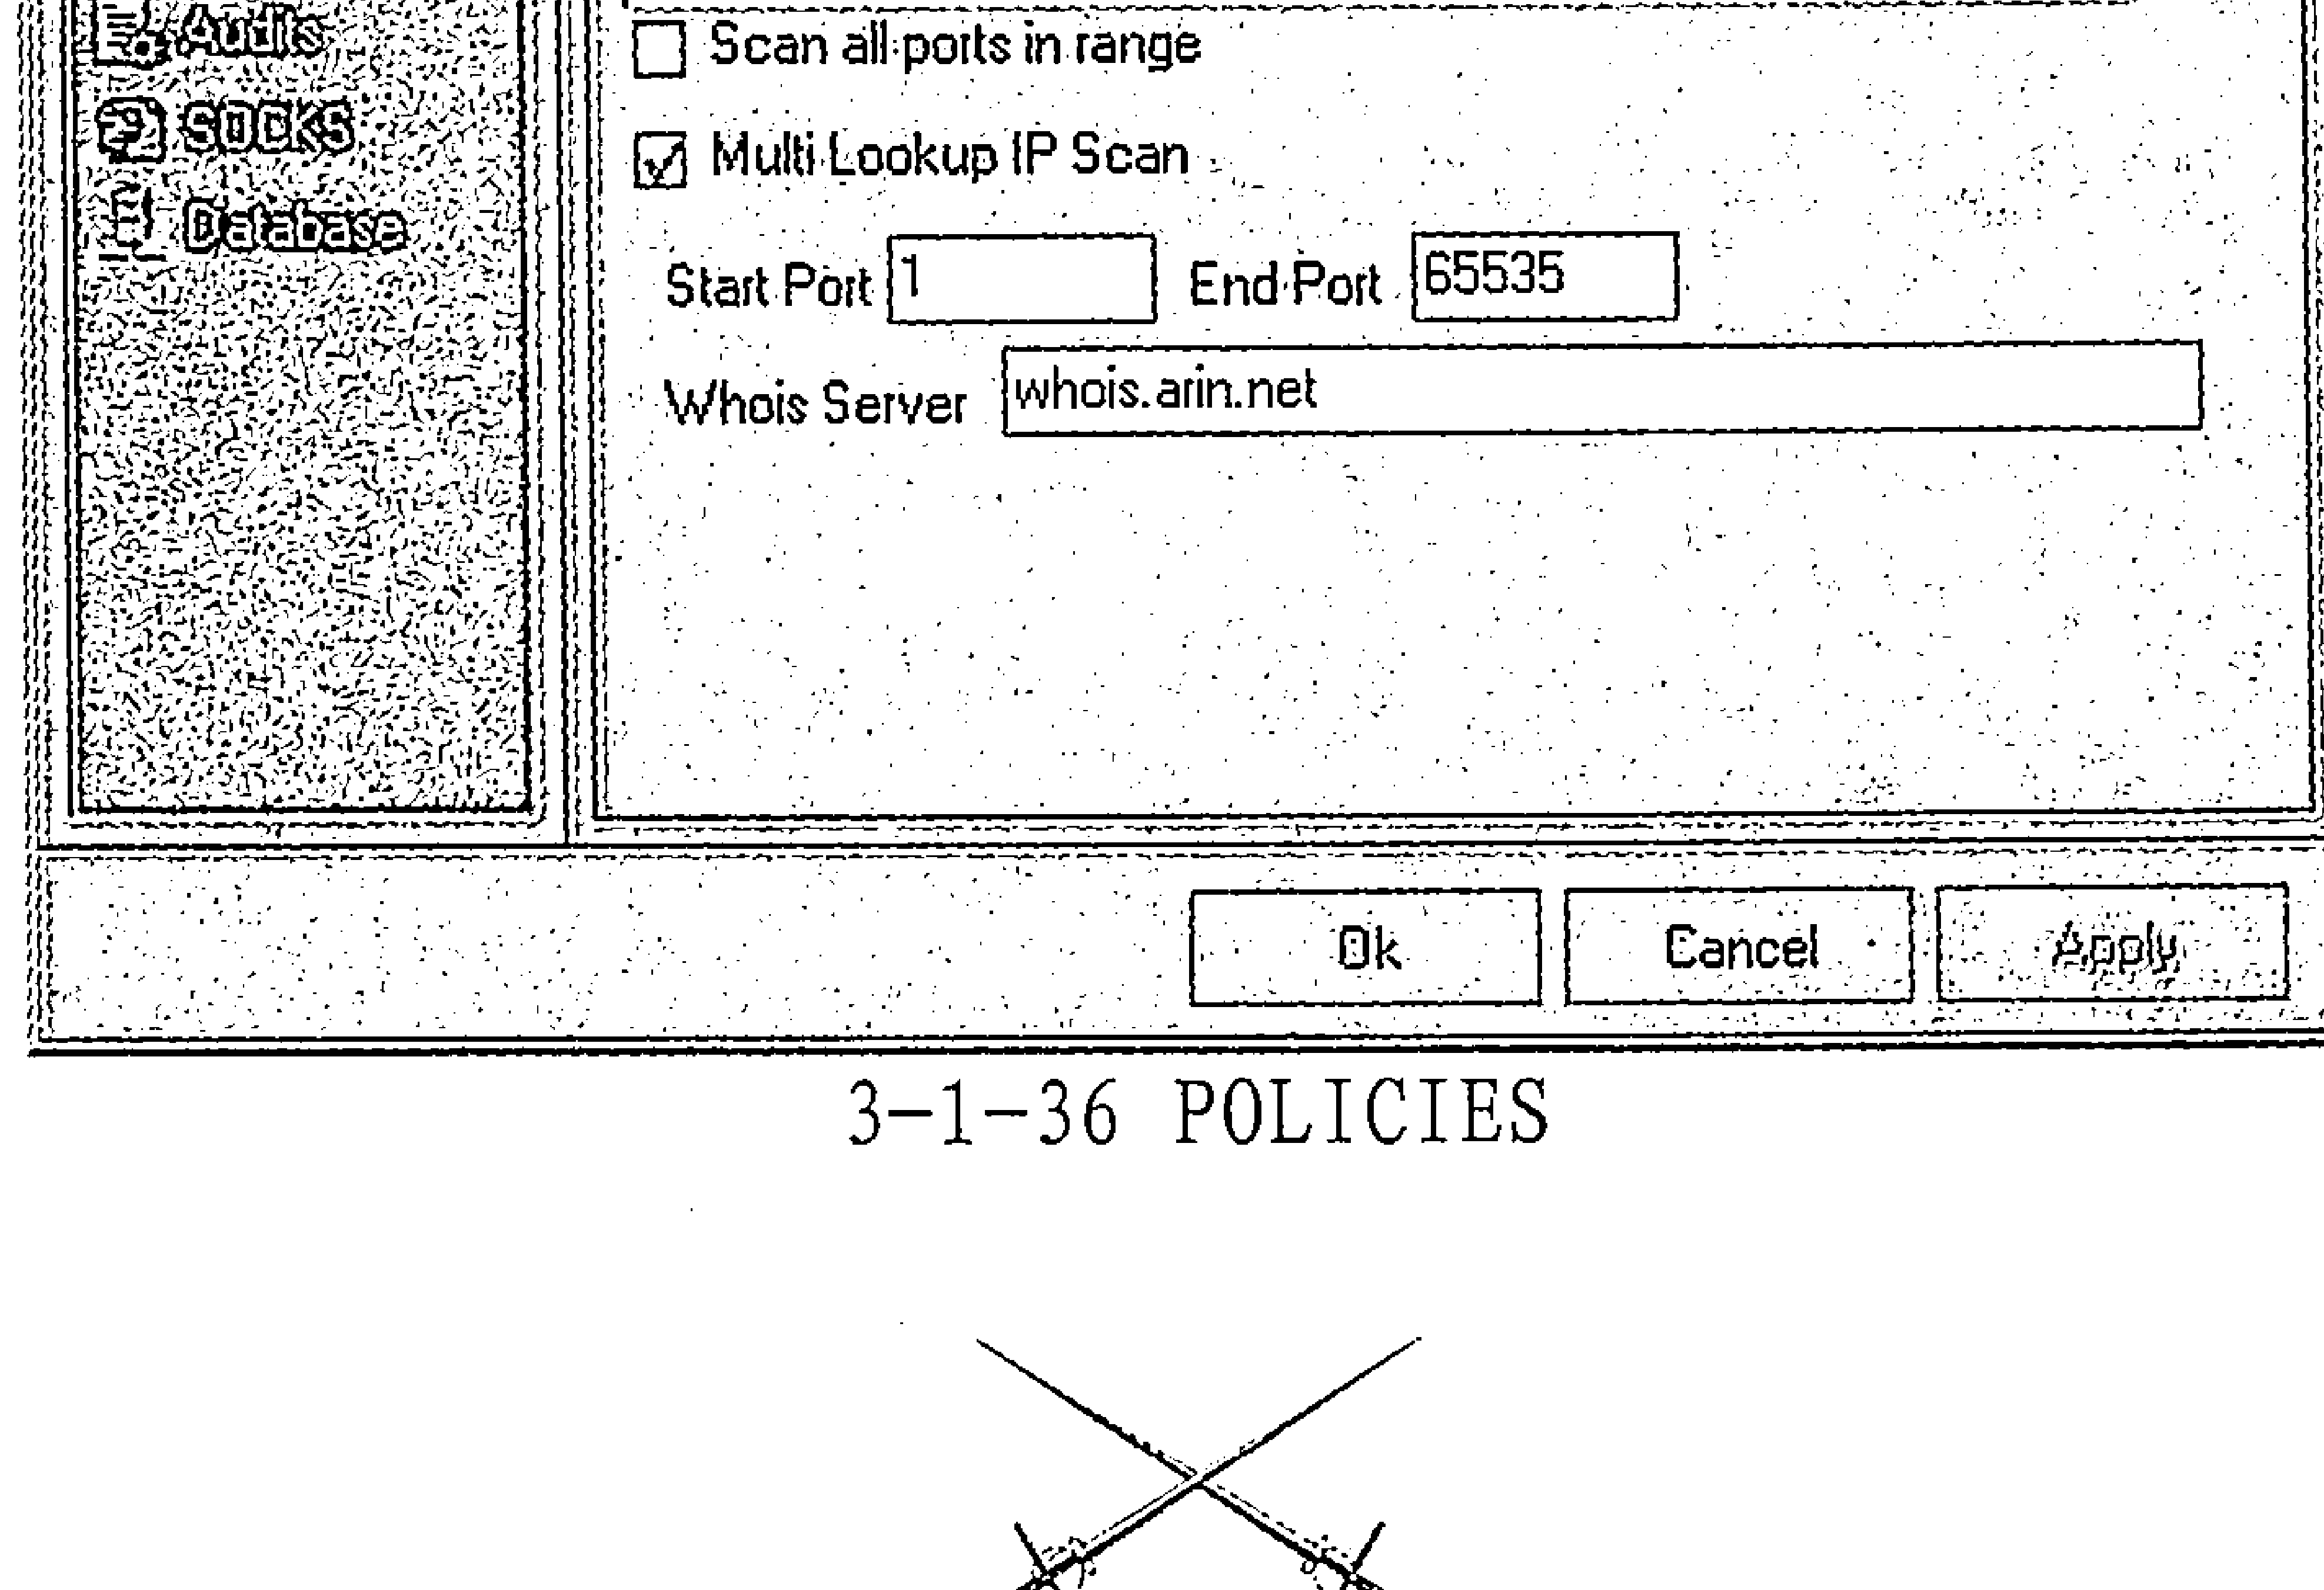 Audits
SOCKS
Database
Scan all ports in range
Multi Lookup IP Scan
Start Port 1 End Port 65535
Whois Server whois.arin.net
Ok Cancel Apply
3-1-36 POLICIES